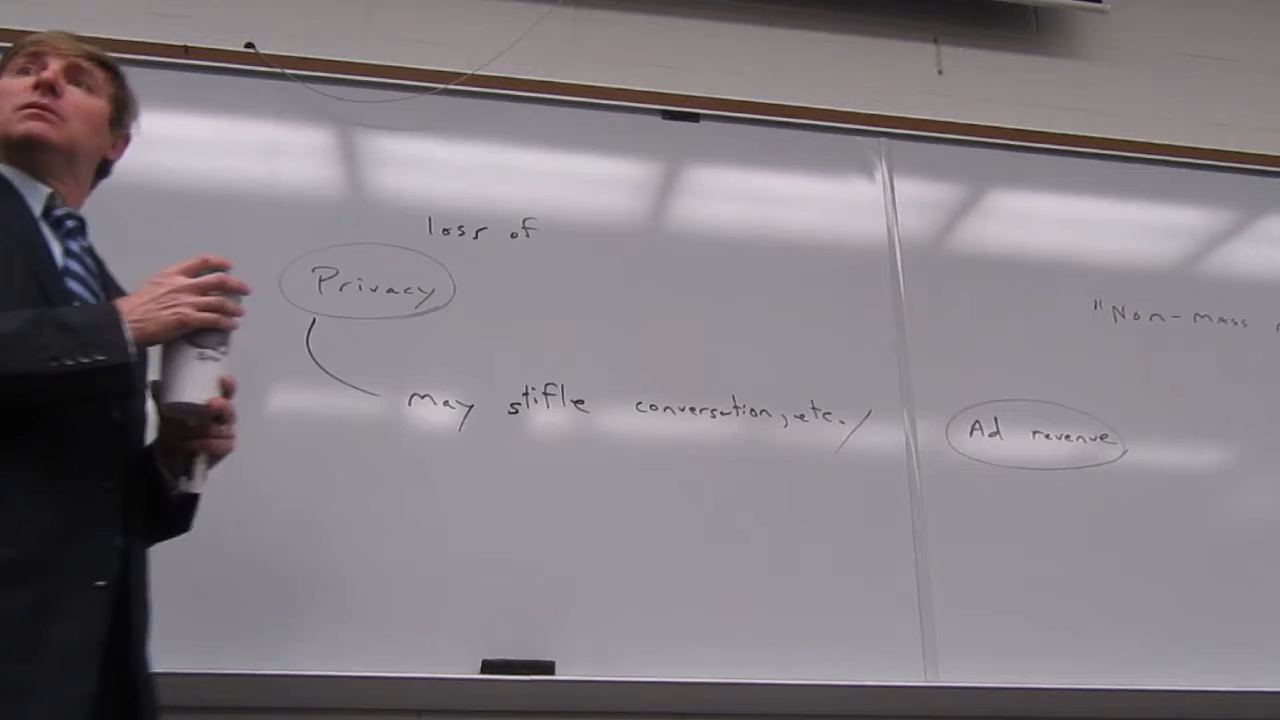 loss of
Privacy
may stifle conversation, etc./
"Non-mass
Ad revenue